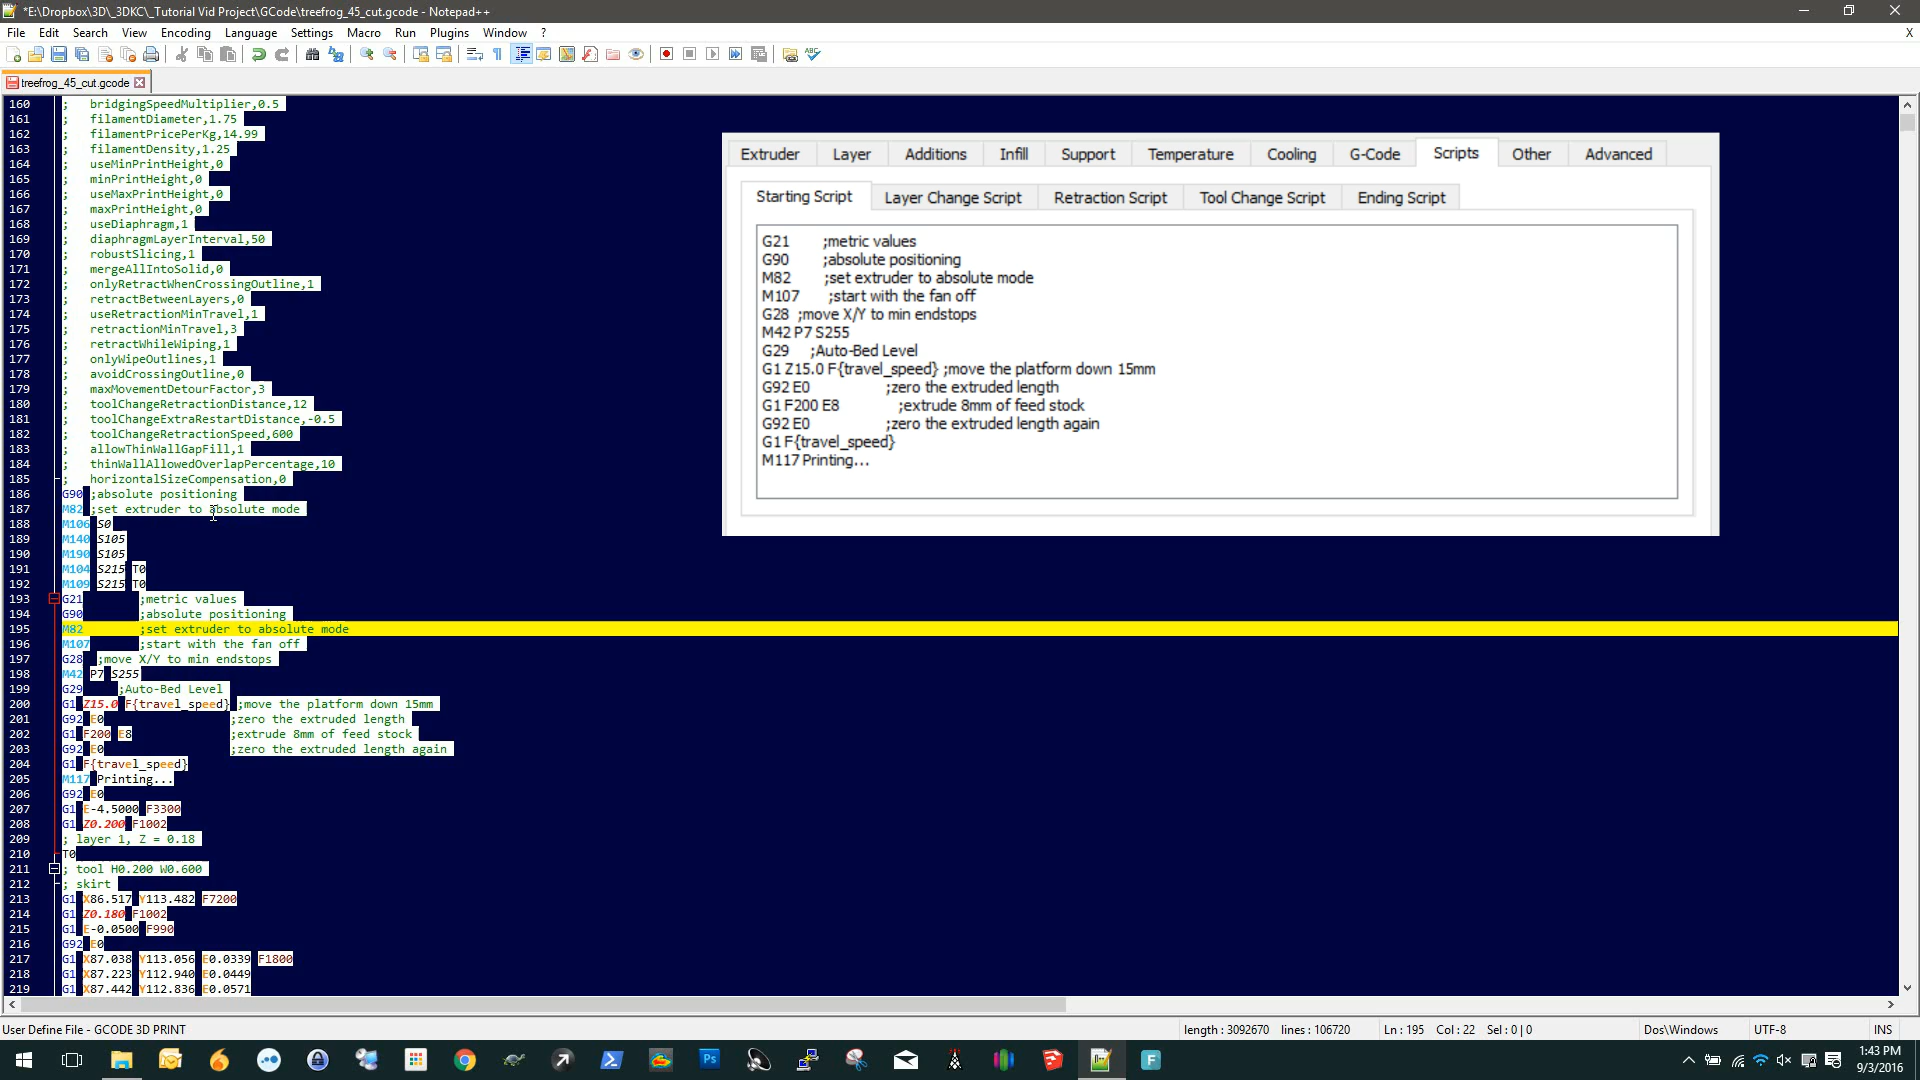 *E:\Dropbox\3D\_3DKC\_Tutorial Vid Project\GCode\treefrog_45_cut.gcode - Notepad++
File Edit Search View Encoding Language Settings Macro Run Plugins Window ? X
treefrog_45_cut.gcode
160 ; bridgingSpeedMultiplier,0.5
161 ; filamentDiameter,1.75
162 ; filamentPricePerKg,14.99
163 ; filamentDensity,1.25
164 ; useMinPrintHeight,0
165 ; minPrintHeight,0
166 ; useMaxPrintHeight,0
167 ; maxPrintHeight,0
168 ; useDiaphragm,1
169 ; diaphragmLayerInterval,50
170 ; robustSlicing,1
171 ; mergeAllIntoSolid,0
172 ; onlyRetractWhenCrossingOutline,1
173 ; retractBetweenLayers,0
174 ; useRetractionMinTravel,1
175 ; retractionMinTravel,3
176 ; retractWhileWiping,1
177 ; onlyWipeOutlines,1
178 ; avoidCrossingOutline,0
179 ; maxMovementDetourFactor,3
180 ; toolChangeRetractionDistance,12
181 ; toolChangeExtraRestartDistance,-0.5
182 ; toolChangeRetractionSpeed,600
183 ; allowThinWallGapFill,1
184 ; thinWallAllowedOverlapPercentage,10
185 ; horizontalSizeCompensation,0
186 G90 ;absolute positioning
187 M82 ;set extruder to absolute mode
188 M106 S0
189 M140 S105
190 M190 S105
191 M104 S215 T0
192 M109 S215 T0
193 G21 ;metric values
194 G90 ;absolute positioning
195 M82 ;set extruder to absolute mode
196 M107 ;start with the fan off
197 G28 ;move X/Y to min endstops
198 M42 P7 S255
199 G29 ;Auto-Bed Level
200 G1 Z15.0 F{travel_speed} ;move the platform down 15mm
201 G92 E0 ;zero the extruded length
202 G1 F200 E8 ;extrude 8mm of feed stock
203 G92 E0 ;zero the extruded length again
204 G1 F{travel_speed}
205 M117 Printing...
206 G92 E0
207 G1 E-4.5000 F3300
208 G1 Z0.200 F1002
209 ; layer 1, Z = 0.18
210 T0
211 ; tool H0.200 W0.600
212 ; skirt
213 G1 X86.517 Y113.482 F7200
214 G1 Z0.180 F1002
215 G1 E-0.0500 F990
216 G92 E0
217 G1 X87.038 Y113.056 E0.0339 F1800
218 G1 X87.223 Y112.940 E0.0449
219 G1 X87.442 Y112.836 E0.0571
Extruder Layer Additions Infill Support Temperature Cooling G-Code Scripts Other Advanced
Starting Script Layer Change Script Retraction Script Tool Change Script Ending Script
G21 ;metric values
G90 ;absolute positioning
M82 ;set extruder to absolute mode
M107 ;start with the fan off
G28 ;move X/Y to min endstops
M42 P7 S255
G29 ;Auto-Bed Level
G1 Z15.0 F{travel_speed} ;move the platform down 15mm
G92 E0 ;zero the extruded length
G1 F200 E8 ;extrude 8mm of feed stock
G92 E0 ;zero the extruded length again
G1 F{travel_speed}
M117 Printing...
User Define File - GCODE 3D PRINT length : 3092670 lines : 106720 Ln : 195 Col : 22 Sel : 0 | 0 Dos\Windows UTF-8 INS
Ps F
1:43 PM
9/3/2016